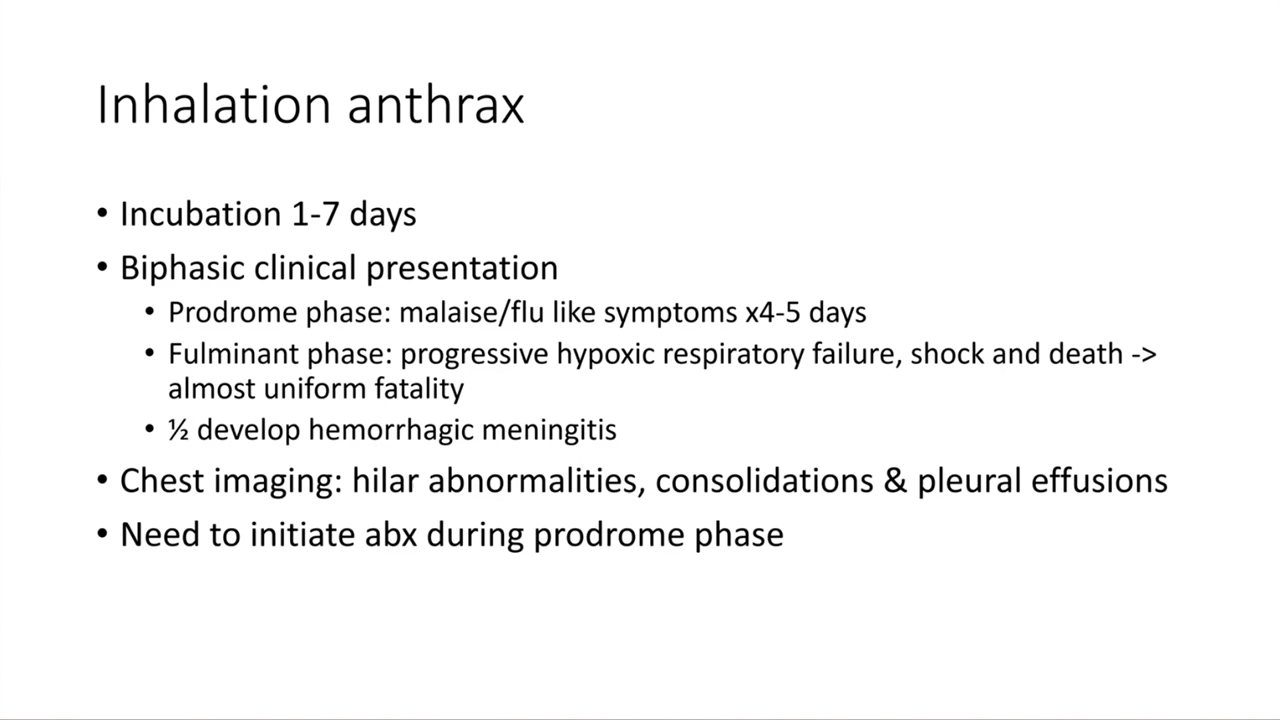 Inhalation anthrax
• Incubation 1-7 days
• Biphasic clinical presentation
• Prodrome phase: malaise/flu like symptoms x4-5 days
• Fulminant phase: progressive hypoxic respiratory failure, shock and death ->
almost uniform fatality
• ½ develop hemorrhagic meningitis
• Chest imaging: hilar abnormalities, consolidations & pleural effusions
• Need to initiate abx during prodrome phase